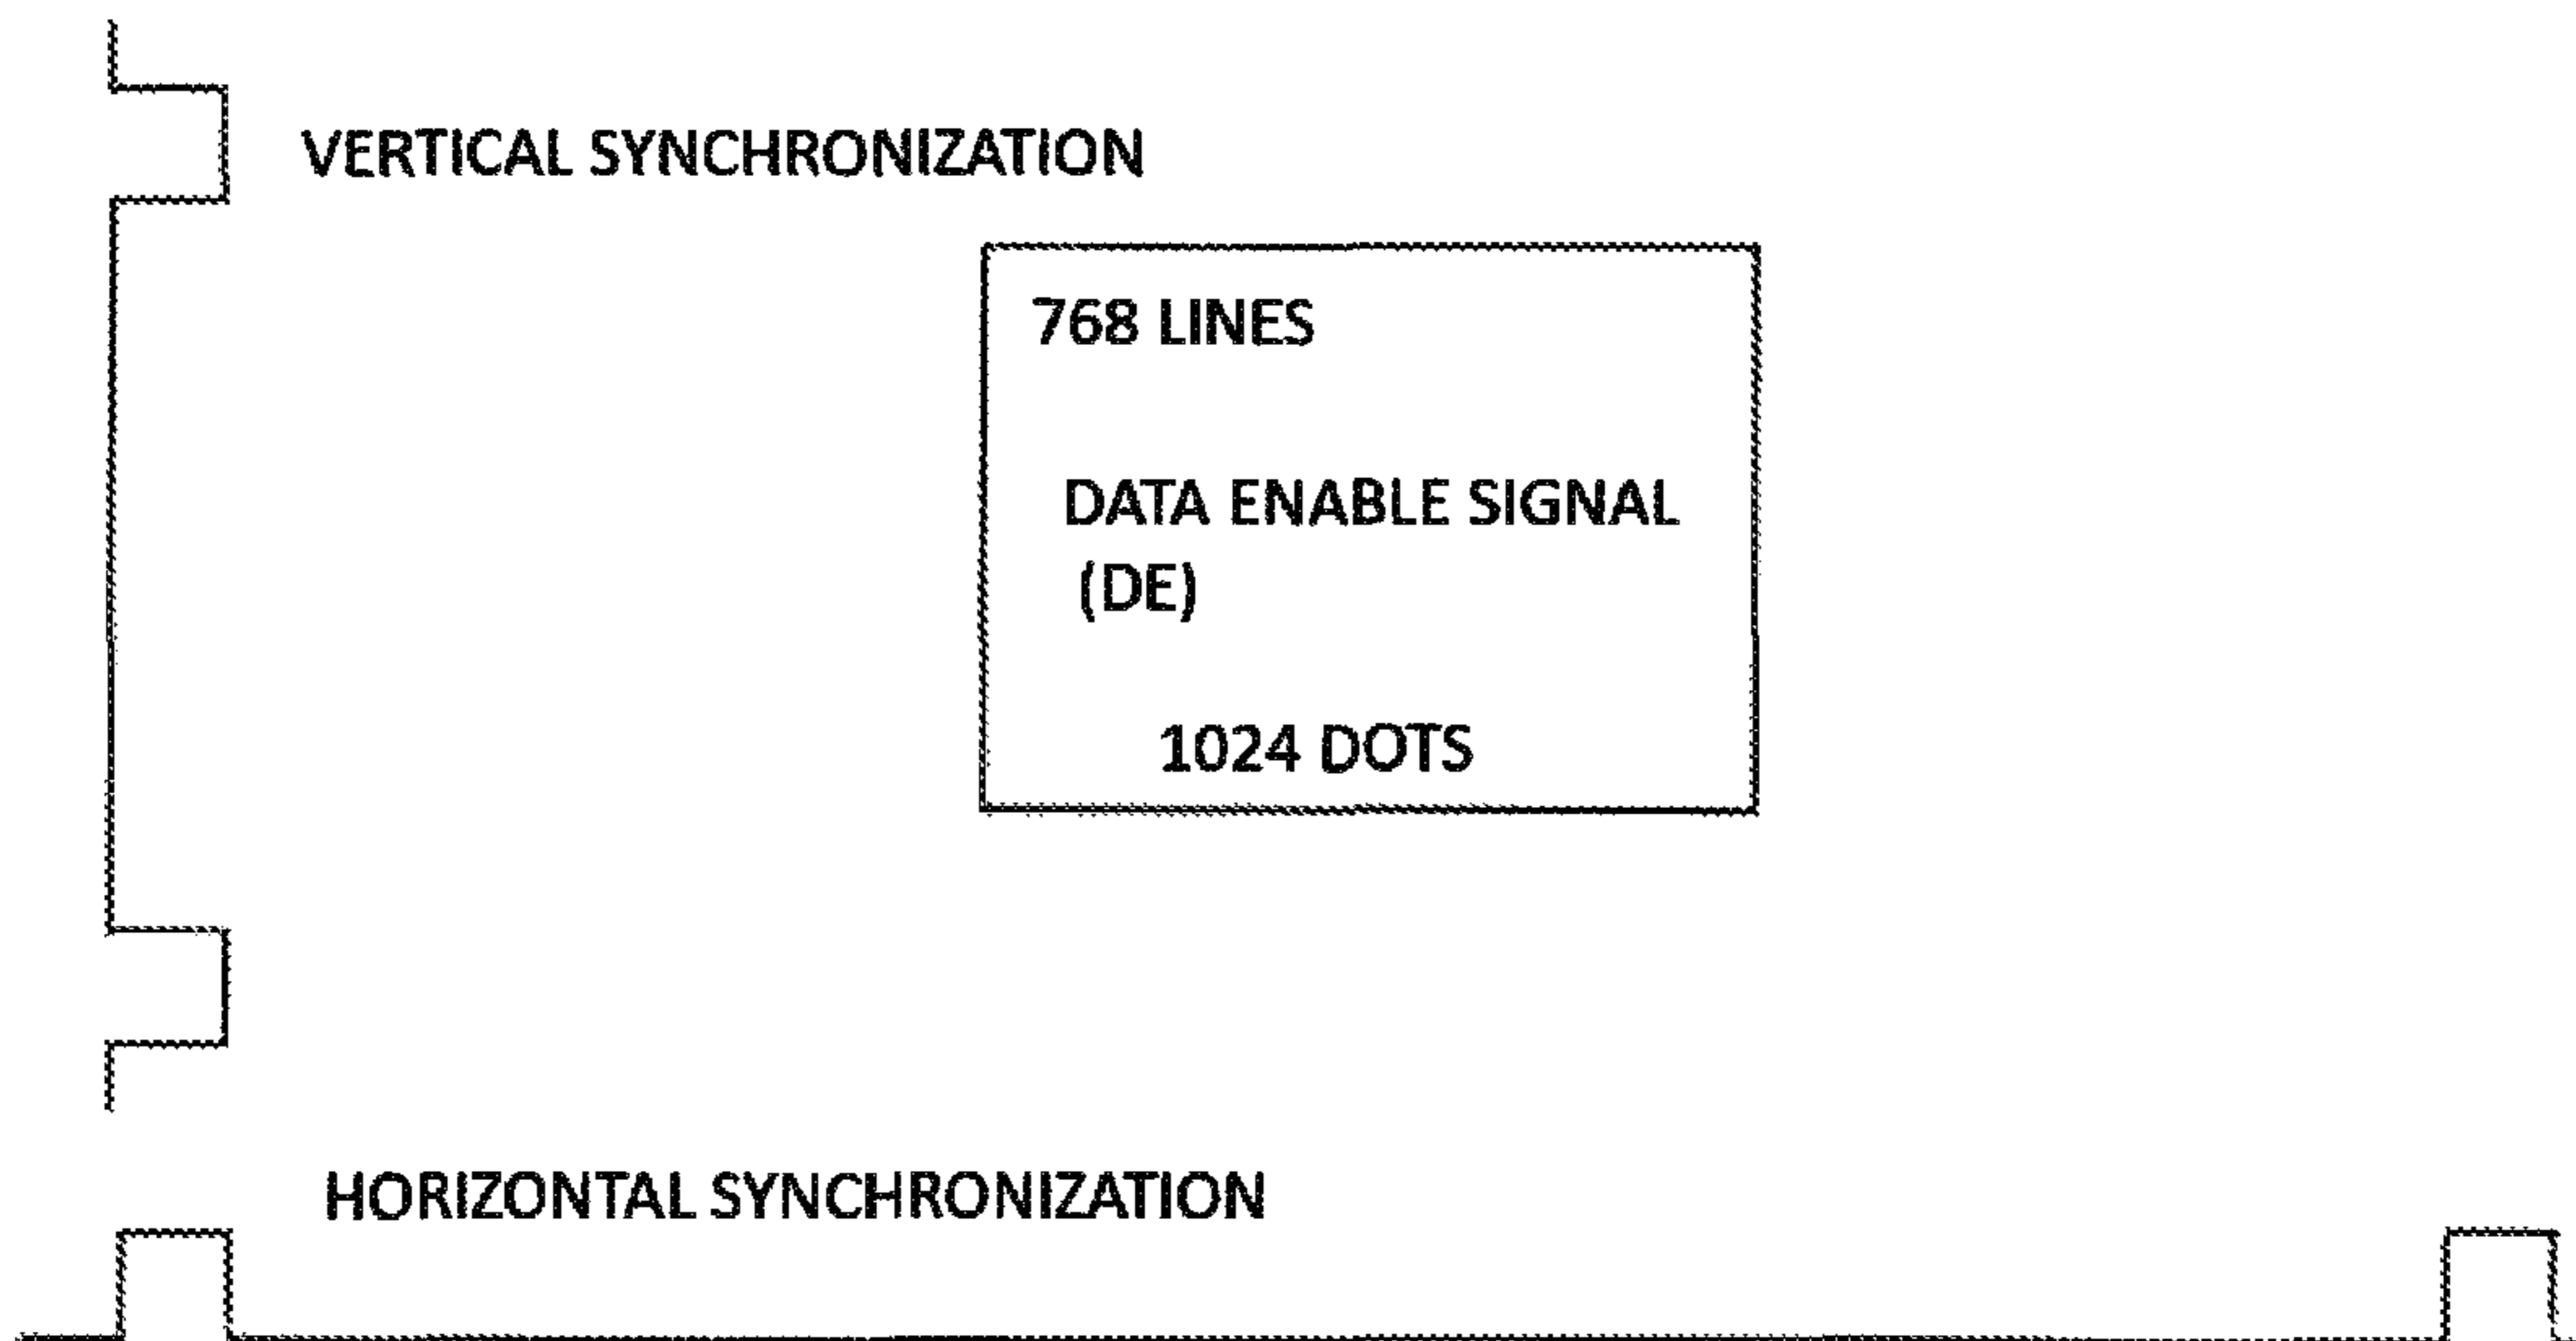 VERTICAL SYNCHRONIZATION
768 LINES
DATA ENABLE SIGNAL
(DE)
1024 DOTS
HORIZONTAL SYNCHRONIZATION